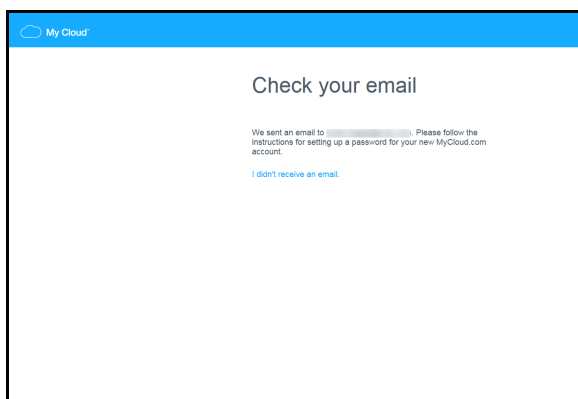 My Cloud™
Check your email
We sent an email to . Please follow the
instructions for setting up a password for your new MyCloud.com
account.
I didn't receive an email.